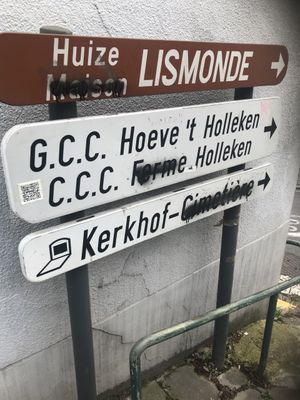 Huize
Maison
LISMONDE
G.C.C. Hoeve 't Holleken
C.C.C. Ferme Holleken
Kerkhof-Cimetière